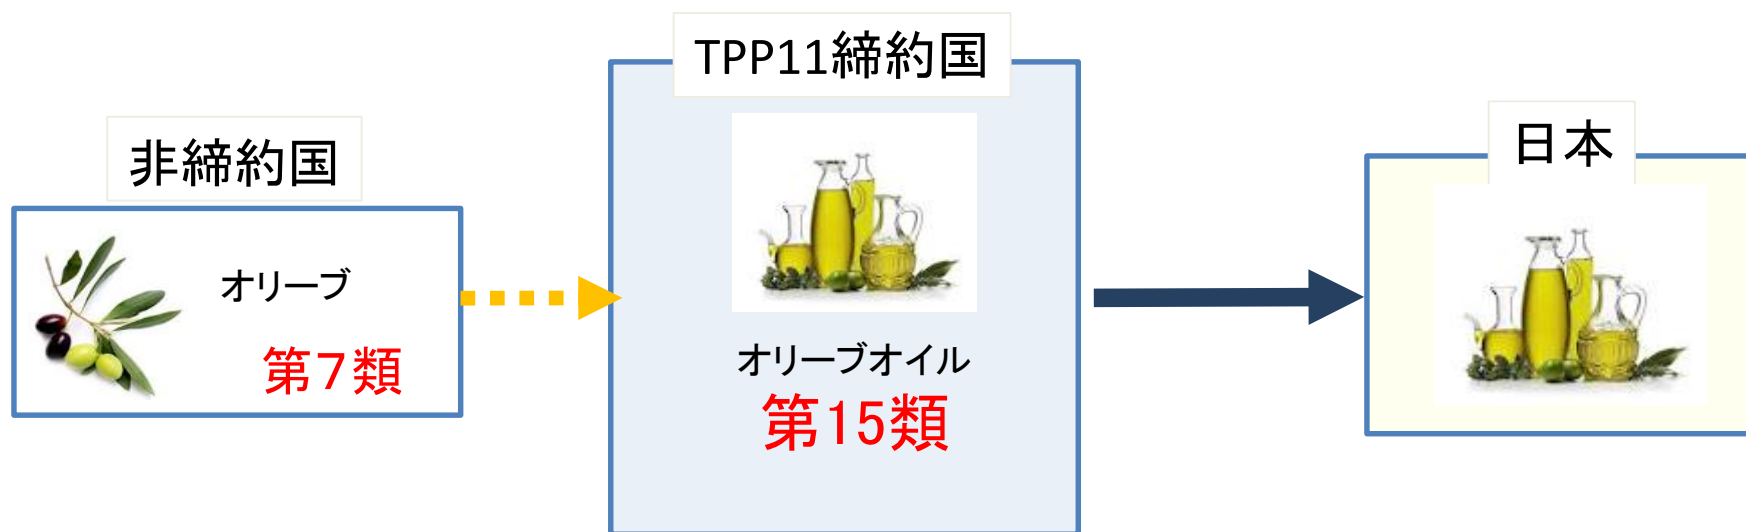 非締約国
オリーブ
第7類
TPP11締約国
オリーブオイル
第15類
日本